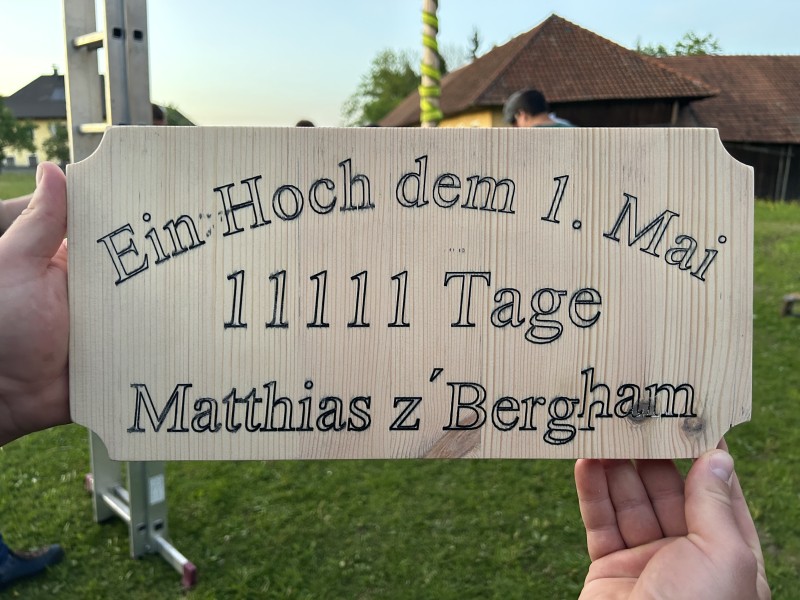 Ein Hoch dem 1. Mai
11111 Tage
Matthias z´Bergham